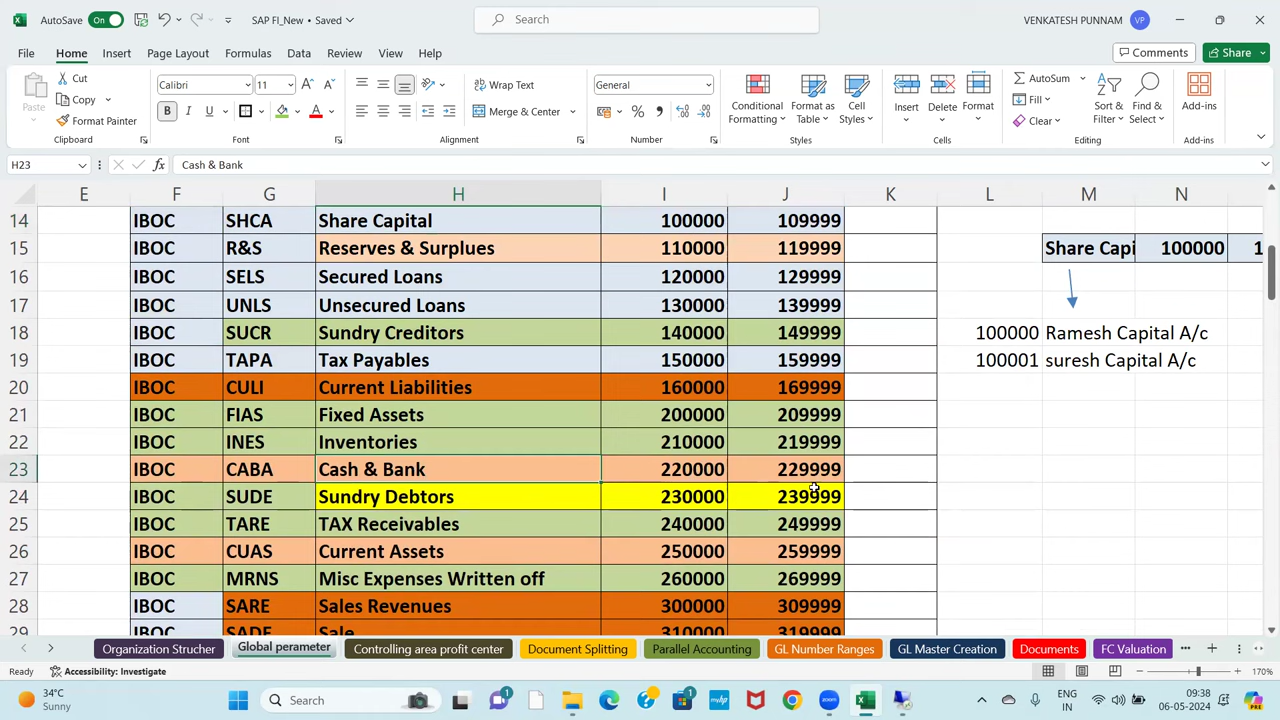 AutoSave On SAP FI_New • Saved Search VENKATESH PUNNAM VP
File Home Insert Page Layout Formulas Data Review View Help Comments Share
Paste Cut Copy Format Painter Clipboard
Calibri 11 B I U Font
Wrap Text Merge & Center Alignment
General Number
Conditional Formatting Format as Table Cell Styles Styles
Insert Delete Format Cells
AutoSum Fill Clear Sort & Filter Find & Select Editing
Add-ins Add-ins
H23 fx Cash & Bank
E F G H I J K L M N
14 IBOC SHCA Share Capital 100000 109999
15 IBOC R&S Reserves & Surplues 110000 119999 Share Capi 100000 1
16 IBOC SELS Secured Loans 120000 129999
17 IBOC UNLS Unsecured Loans 130000 139999
18 IBOC SUCR Sundry Creditors 140000 149999 100000 Ramesh Capital A/c
19 IBOC TAPA Tax Payables 150000 159999 100001 suresh Capital A/c
20 IBOC CULI Current Liabilities 160000 169999
21 IBOC FIAS Fixed Assets 200000 209999
22 IBOC INES Inventories 210000 219999
23 IBOC CABA Cash & Bank 220000 229999
24 IBOC SUDE Sundry Debtors 230000 239999
25 IBOC TARE TAX Receivables 240000 249999
26 IBOC CUAS Current Assets 250000 259999
27 IBOC MRNS Misc Expenses Written off 260000 269999
28 IBOC SARE Sales Revenues 300000 309999
29 IBOC SADE Sale 310000 319999
Organization Strucher Global perameter Controlling area profit center Document Splitting Parallel Accounting GL Number Ranges GL Master Creation Documents FC Valuation
Ready Accessibility: Investigate 170%
34°C Sunny Search ENG IN 09:38 06-05-2024